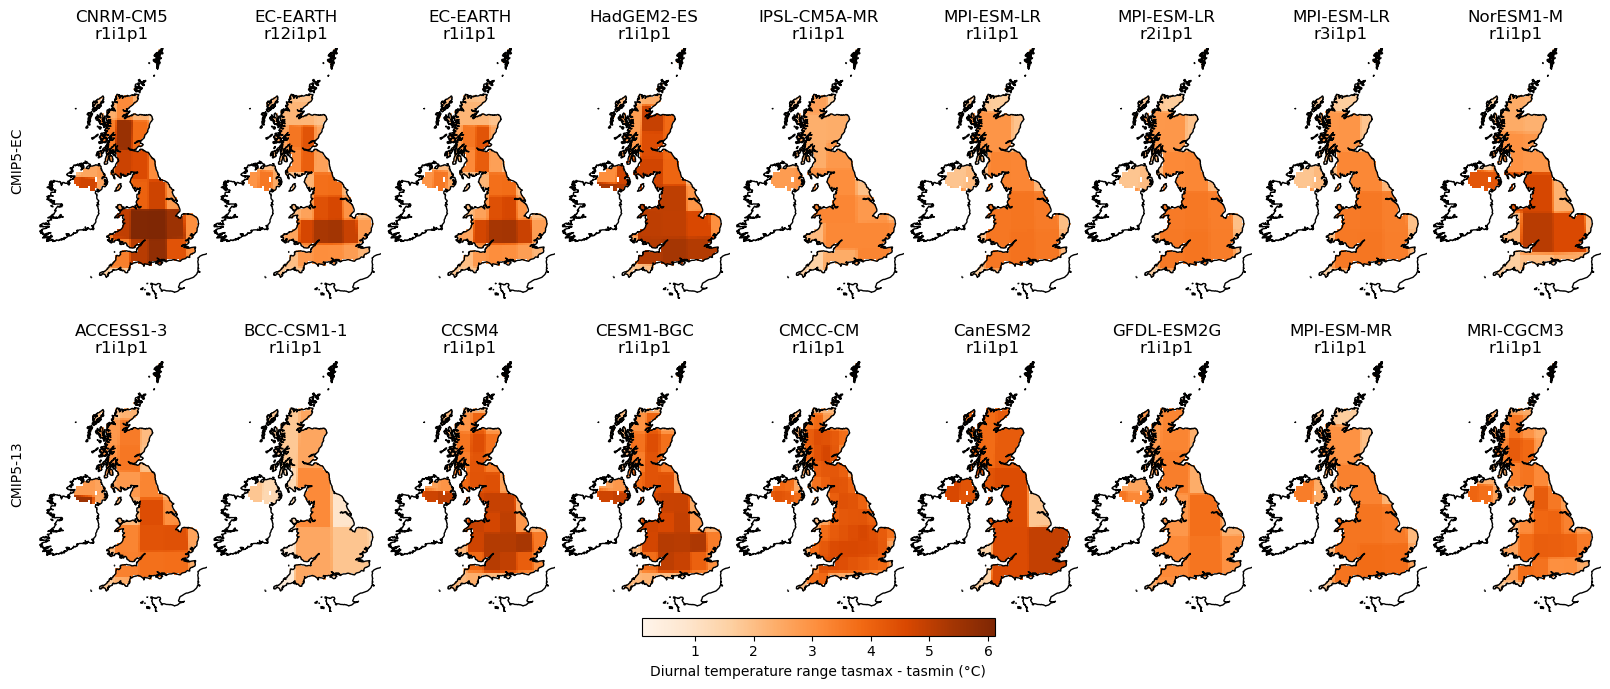 CNRM-CM5
r1i1p1
EC-EARTH
r12i1p1
EC-EARTH
r1i1p1
HadGEM2-ES
r1i1p1
IPSL-CM5A-MR
r1i1p1
MPI-ESM-LR
r1i1p1
MPI-ESM-LR
r2i1p1
MPI-ESM-LR
r3i1p1
NorESM1-M
r1i1p1
CMIP5-EC
ACCESS1-3
r1i1p1
BCC-CSM1-1
r1i1p1
CCSM4
r1i1p1
CESM1-BGC
r1i1p1
CMCC-CM
r1i1p1
CanESM2
r1i1p1
GFDL-ESM2G
r1i1p1
MPI-ESM-MR
r1i1p1
MRI-CGCM3
r1i1p1
CMIP5-13
1 2 3 4 5 6
Diurnal temperature range tasmax - tasmin (°C)